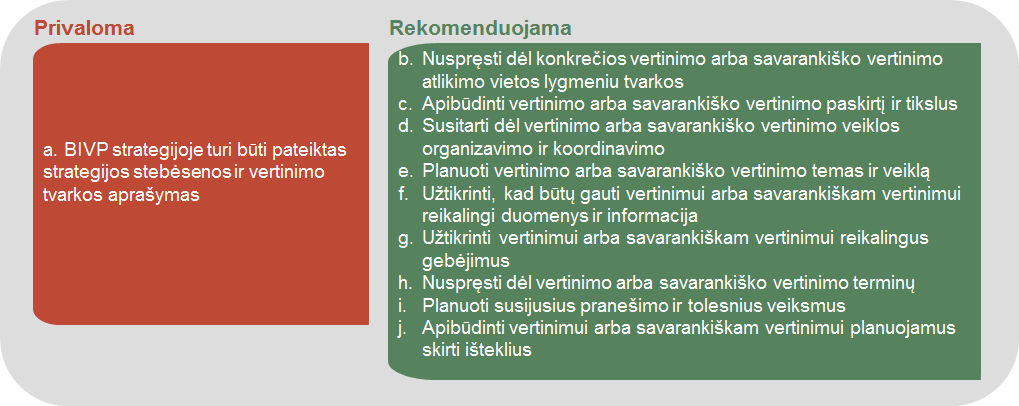 Privaloma
a. BIVP strategijoje turi būti pateiktas
strategijos stebėsenos ir vertinimo
tvarkos aprašymas
Rekomenduojama
b. Nuspręsti dėl konkrečios vertinimo arba savarankiško vertinimo
atlikimo vietos lygmeniu tvarkos
c. Apibūdinti vertinimo arba savarankiško vertinimo paskirtį ir tikslus
d. Susitarti dėl vertinimo arba savarankiško vertinimo veiklos
organizavimo ir koordinavimo
e. Planuoti vertinimo arba savarankiško vertinimo temas ir veiklą
f. Užtikrinti, kad būtų gauti vertinimui arba savarankiškam vertinimui
reikalingi duomenys ir informacija
g. Užtikrinti vertinimui arba savarankiškam vertinimui reikalingus
gebėjimus
h. Nuspręsti dėl vertinimo arba savarankiško vertinimo terminų
i. Planuoti susijusius pranešimo ir tolesnius veiksmus
j. Apibūdinti vertinimui arba savarankiškam vertinimui planuojamus
skirti išteklius